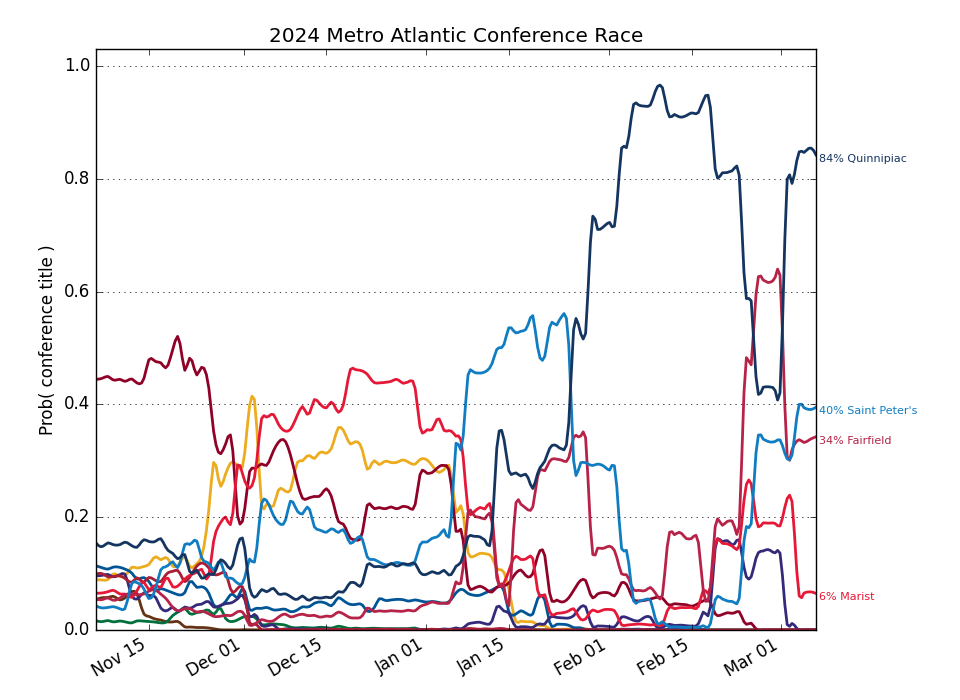 2024 Metro Atlantic Conference Race
Prob( conference title )
1.0
0.8
0.6
0.4
0.2
0.0
84% Quinnipiac
40% Saint Peter's
34% Fairfield
6% Marist
Nov 15
Dec 01
Dec 15
Jan 01
Jan 15
Feb 01
Feb 15
Mar 01